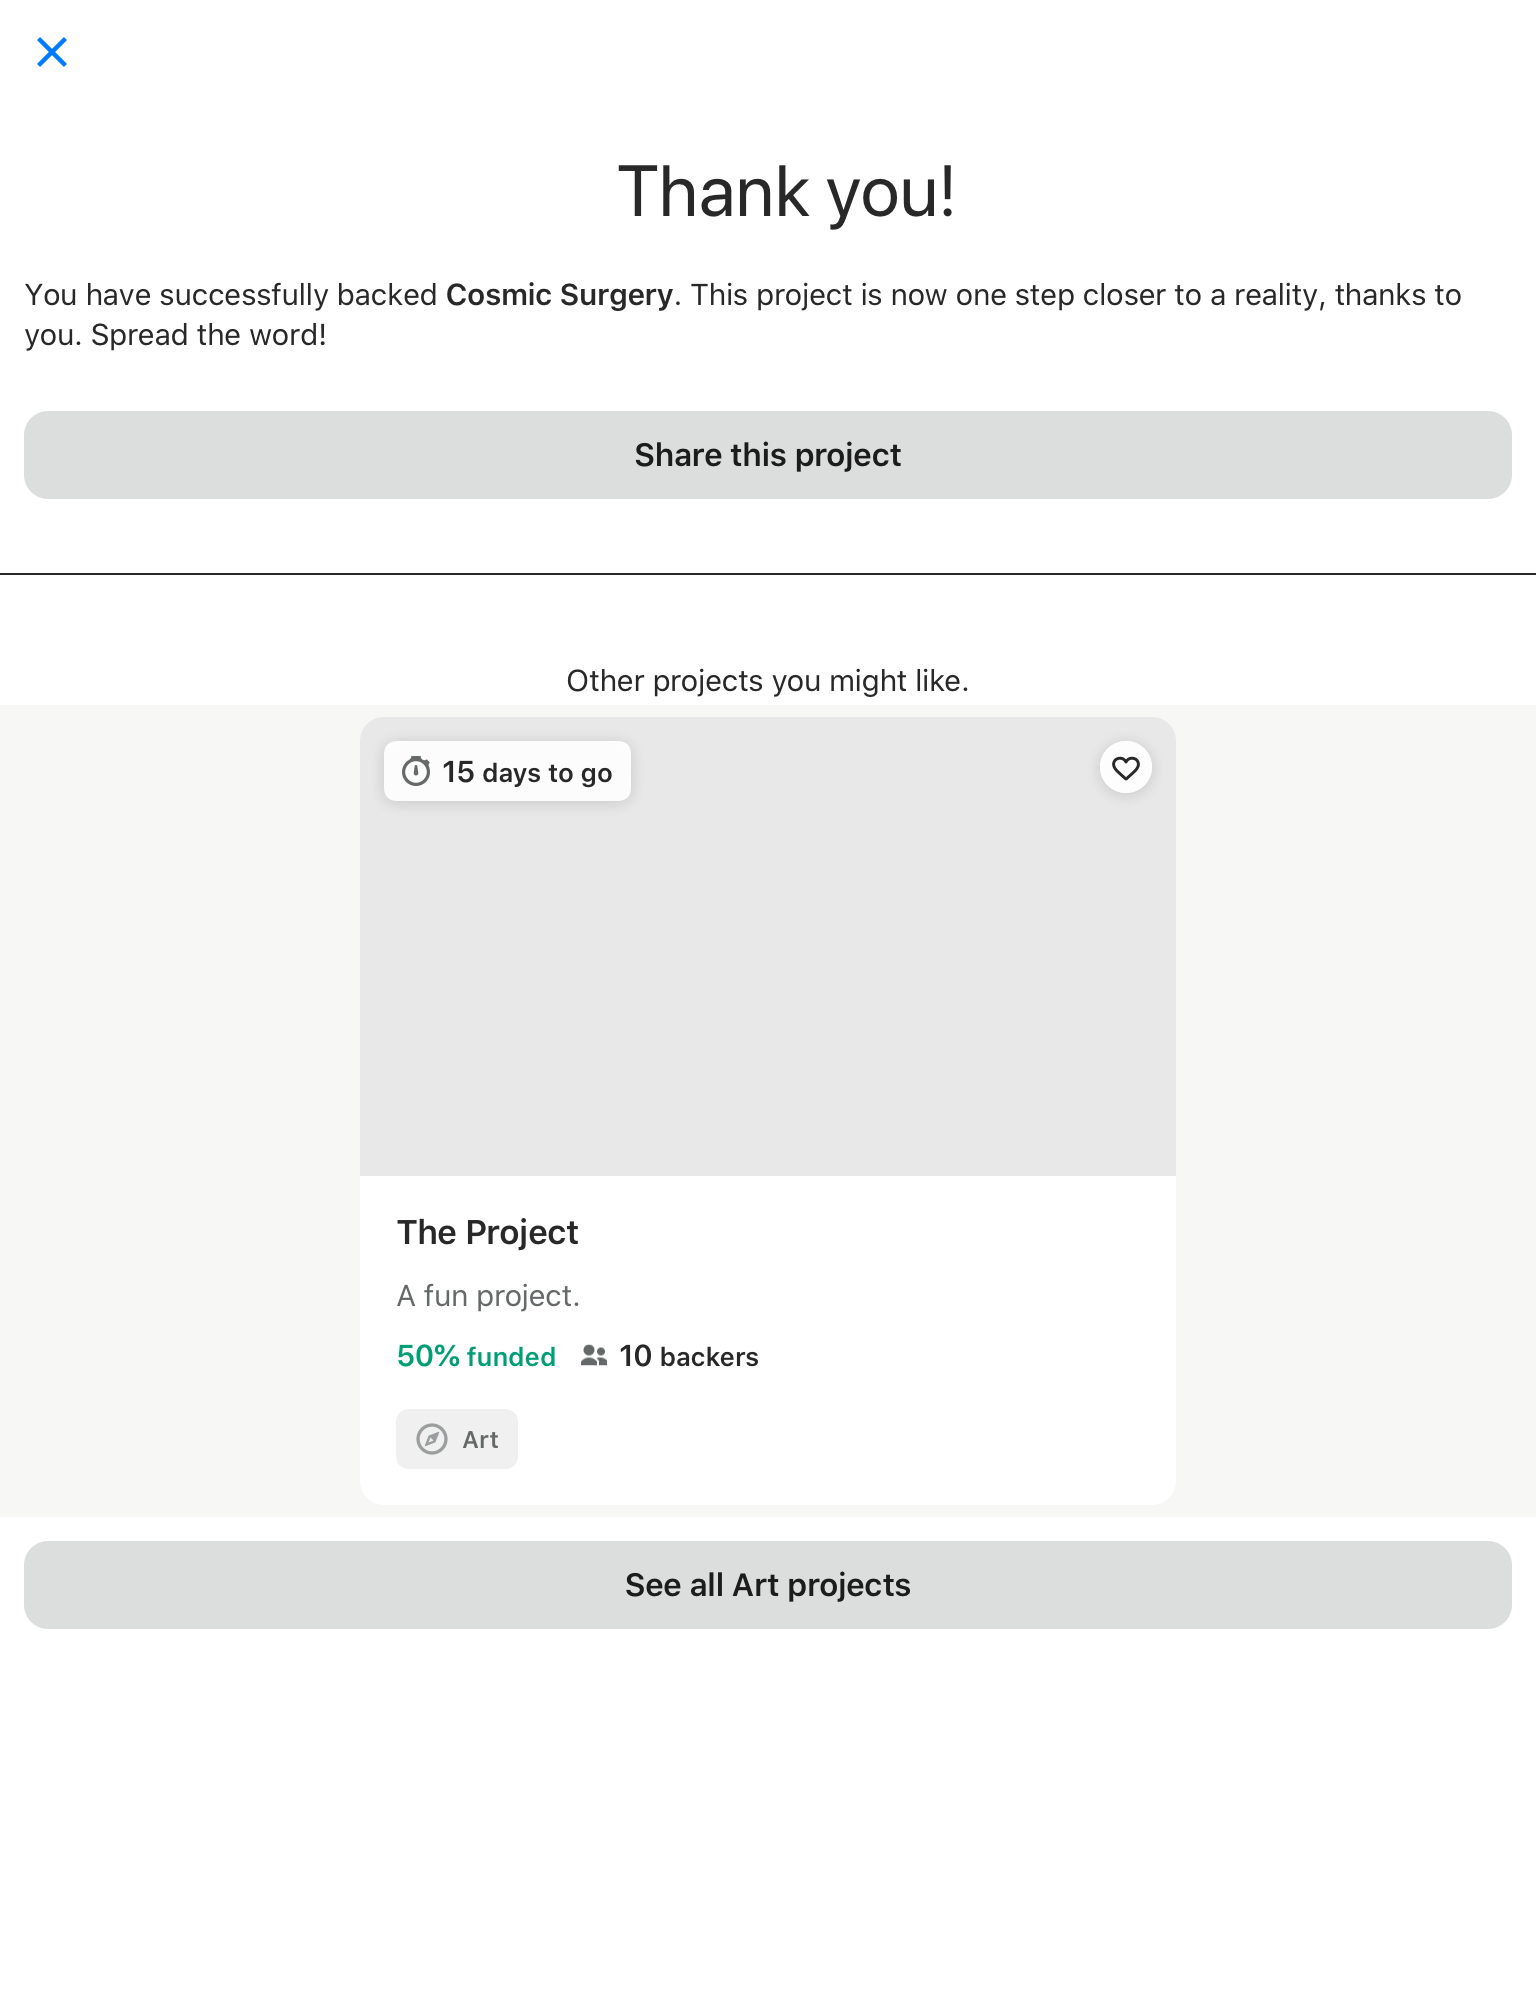 Thank you!
You have successfully backed Cosmic Surgery. This project is now one step closer to a reality, thanks to
you. Spread the word!
Share this project
Other projects you might like.
15 days to go
The Project
A fun project.
50% funded 10 backers
Art
See all Art projects